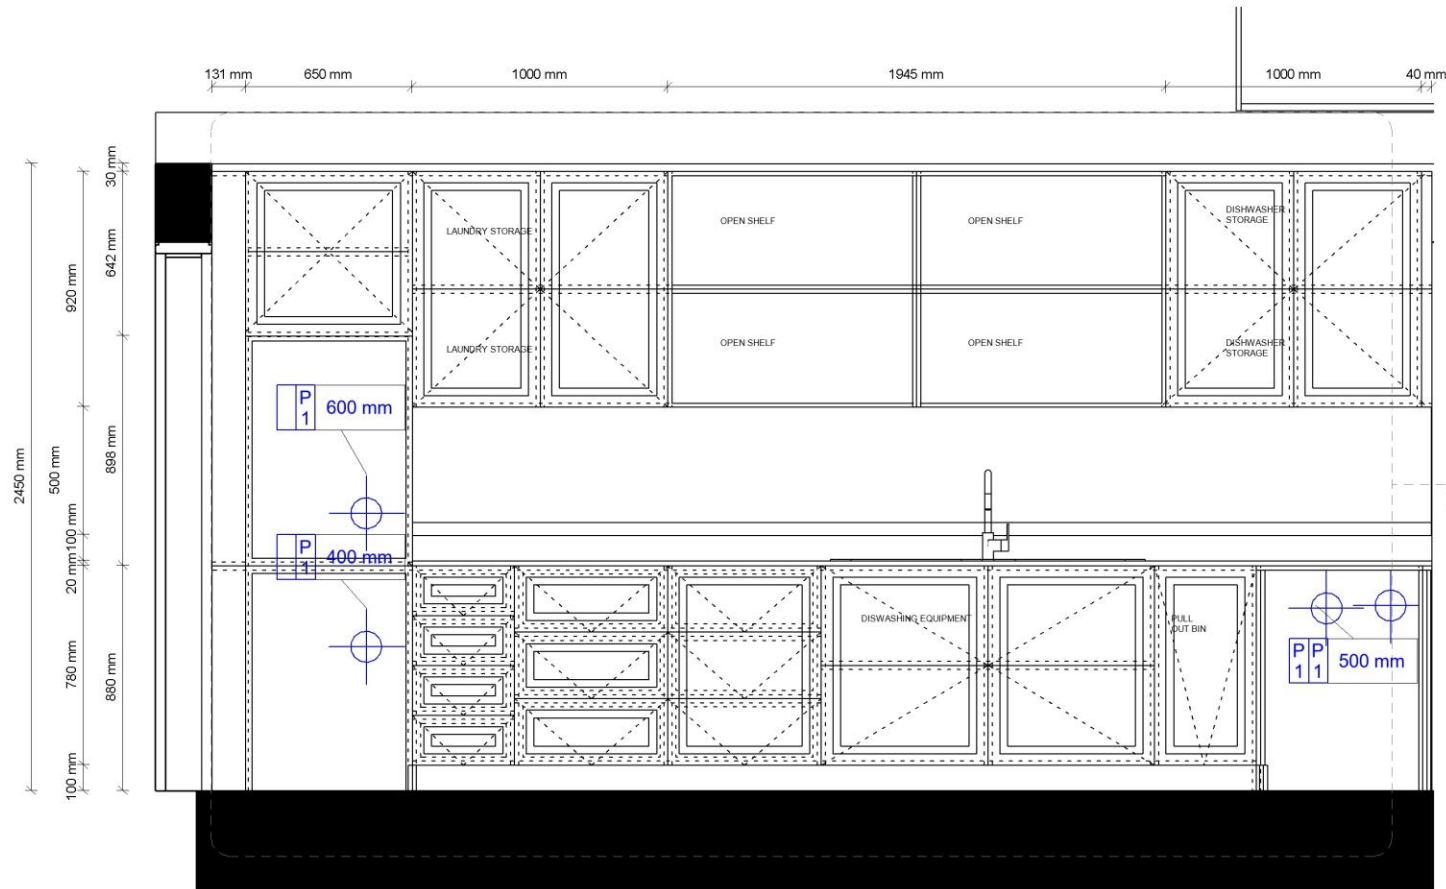 131 mm
650 mm
1000 mm
1945 mm
1000 mm
40 mm
30 mm
642 mm
920 mm
898 mm
2450 mm
500 mm
100 mm
20 mm
780 mm
880 mm
100 mm
LAUNDRY STORAGE
OPEN SHELF
OPEN SHELF
DISHWASHER
STORAGE
LAUNDRY STORAGE
OPEN SHELF
OPEN SHELF
DISHWASHER
STORAGE
P
1
600 mm
P
1
400 mm
DISWASHING EQUIPMENT
PULL
OUT BIN
P P
1 1
500 mm